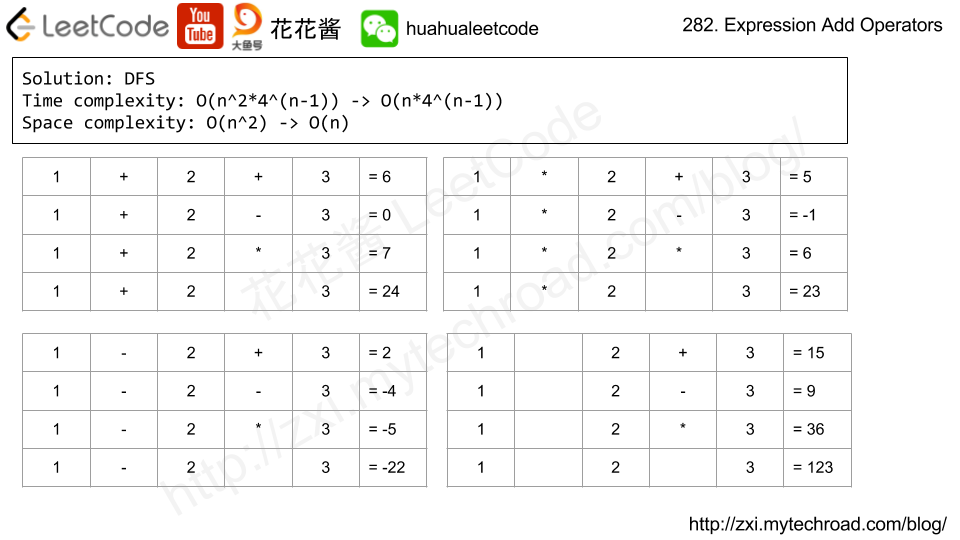 LeetCode You Tube 大鱼号 花花酱 huahualeetcode 282. Expression Add Operators
Solution: DFS
Time complexity: O(n^2*4^(n-1)) -> O(n*4^(n-1))
Space complexity: O(n^2) -> O(n)
1 + 2 + 3 = 6
1 + 2 - 3 = 0
1 + 2 * 3 = 7
1 + 2 3 = 24
1 * 2 + 3 = 5
1 * 2 - 3 = -1
1 * 2 * 3 = 6
1 * 2 3 = 23
1 - 2 + 3 = 2
1 - 2 - 3 = -4
1 - 2 * 3 = -5
1 - 2 3 = -22
1 2 + 3 = 15
1 2 - 3 = 9
1 2 * 3 = 36
1 2 3 = 123
花花酱 LeetCode
http://zxi.mytechroad.com/blog/
http://zxi.mytechroad.com/blog/